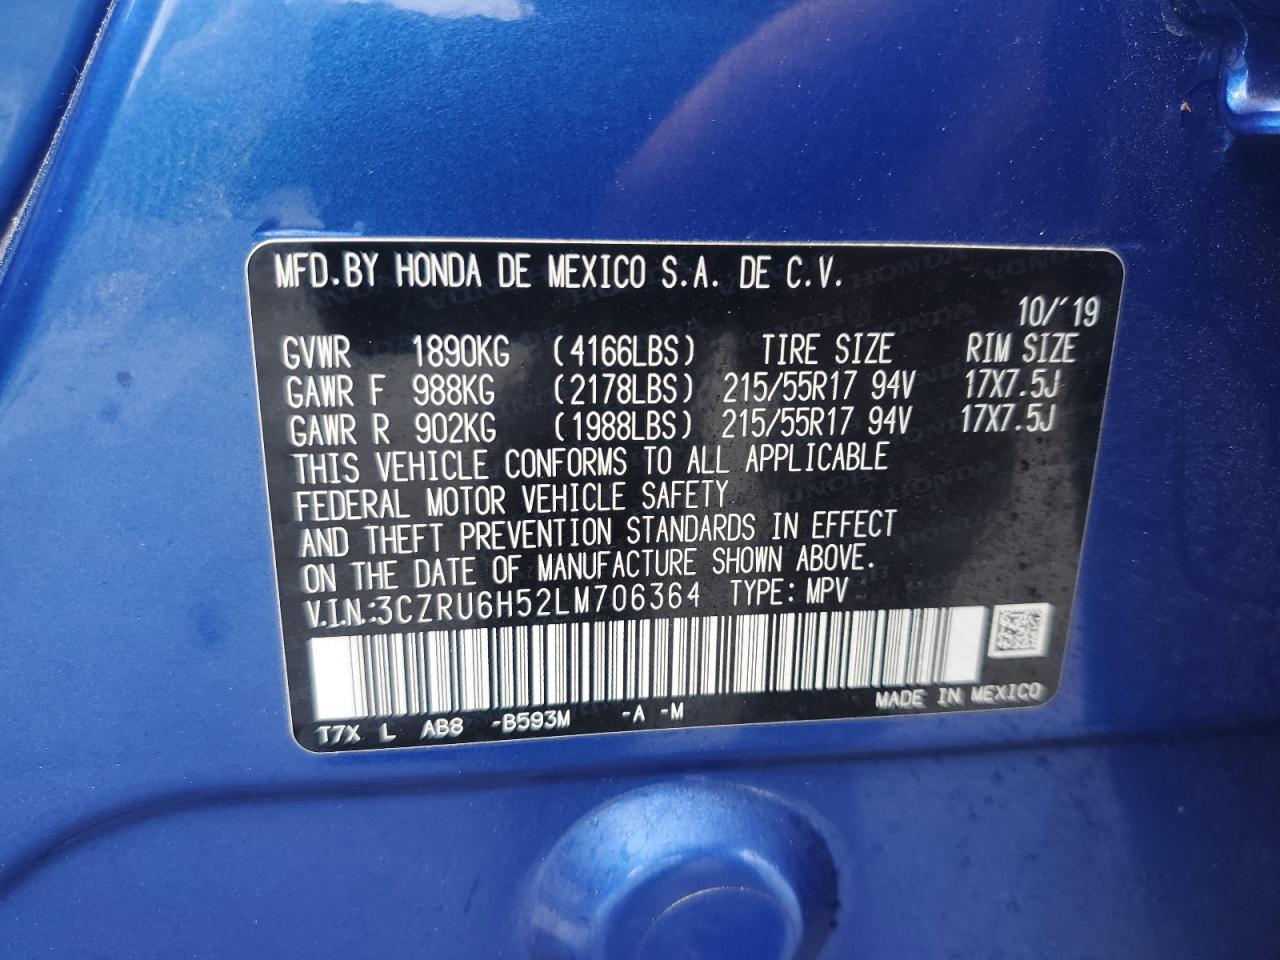 MFD.BY HONDA DE MEXICO S.A. DE C.V.
10/'19
GVWR 1890KG (4166LBS) TIRE SIZE RIM SIZE
GAWR F 988KG (2178LBS) 215/55R17 94V 17X7.5J
GAWR R 902KG (1988LBS) 215/55R17 94V 17X7.5J
THIS VEHICLE CONFORMS TO ALL APPLICABLE
FEDERAL MOTOR VEHICLE SAFETY
AND THEFT PREVENTION STANDARDS IN EFFECT
ON THE DATE OF MANUFACTURE SHOWN ABOVE.
V.I.N.:3CZRU6H52LM706364 TYPE: MPV
MADE IN MEXICO
T7X L AB8 -B593M -A -M